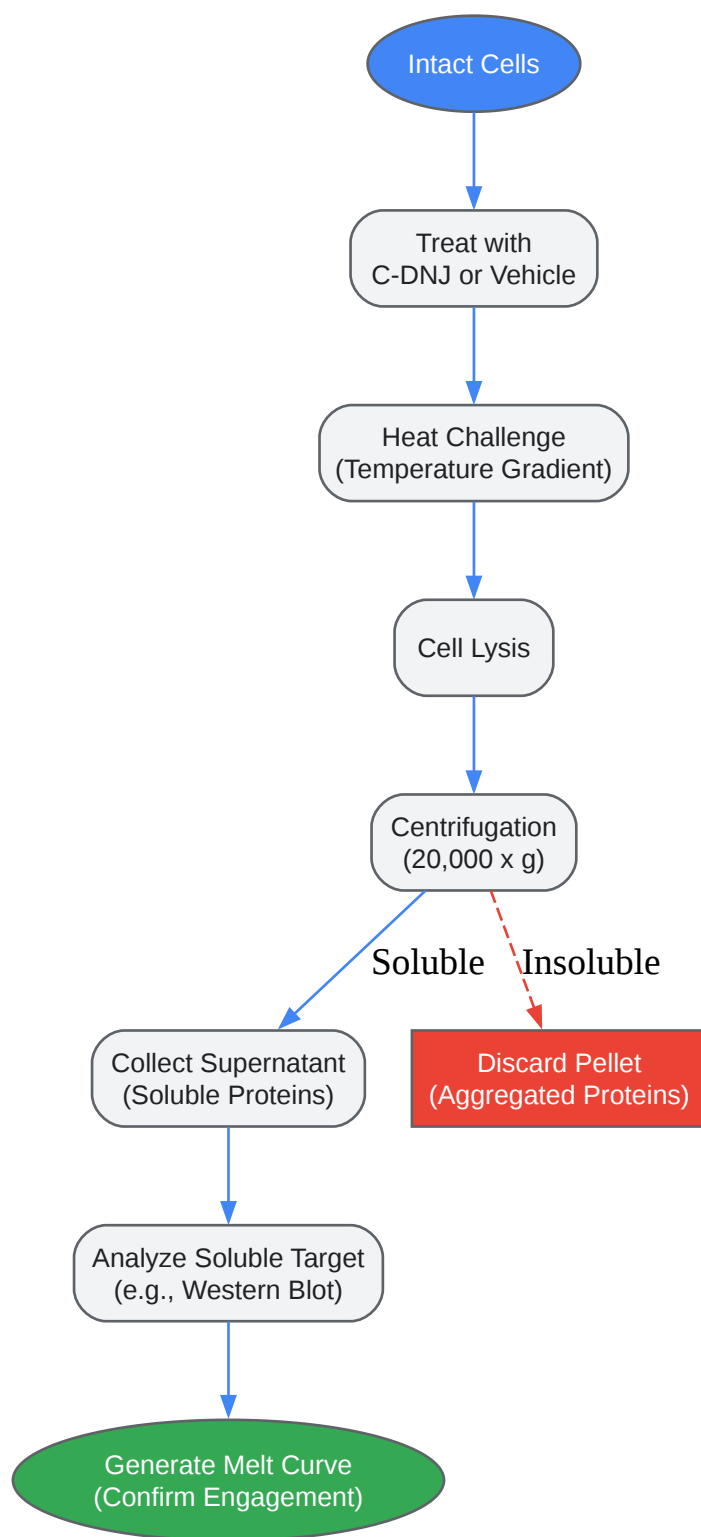 Intact Cells
Treat with
C-DNJ or Vehicle
Heat Challenge
(Temperature Gradient)
Cell Lysis
Centrifugation
(20,000 x g)
Soluble
Insoluble
Collect Supernatant
(Soluble Proteins)
Discard Pellet
(Aggregated Proteins)
Analyze Soluble Target
(e.g., Western Blot)
Generate Melt Curve
(Confirm Engagement)